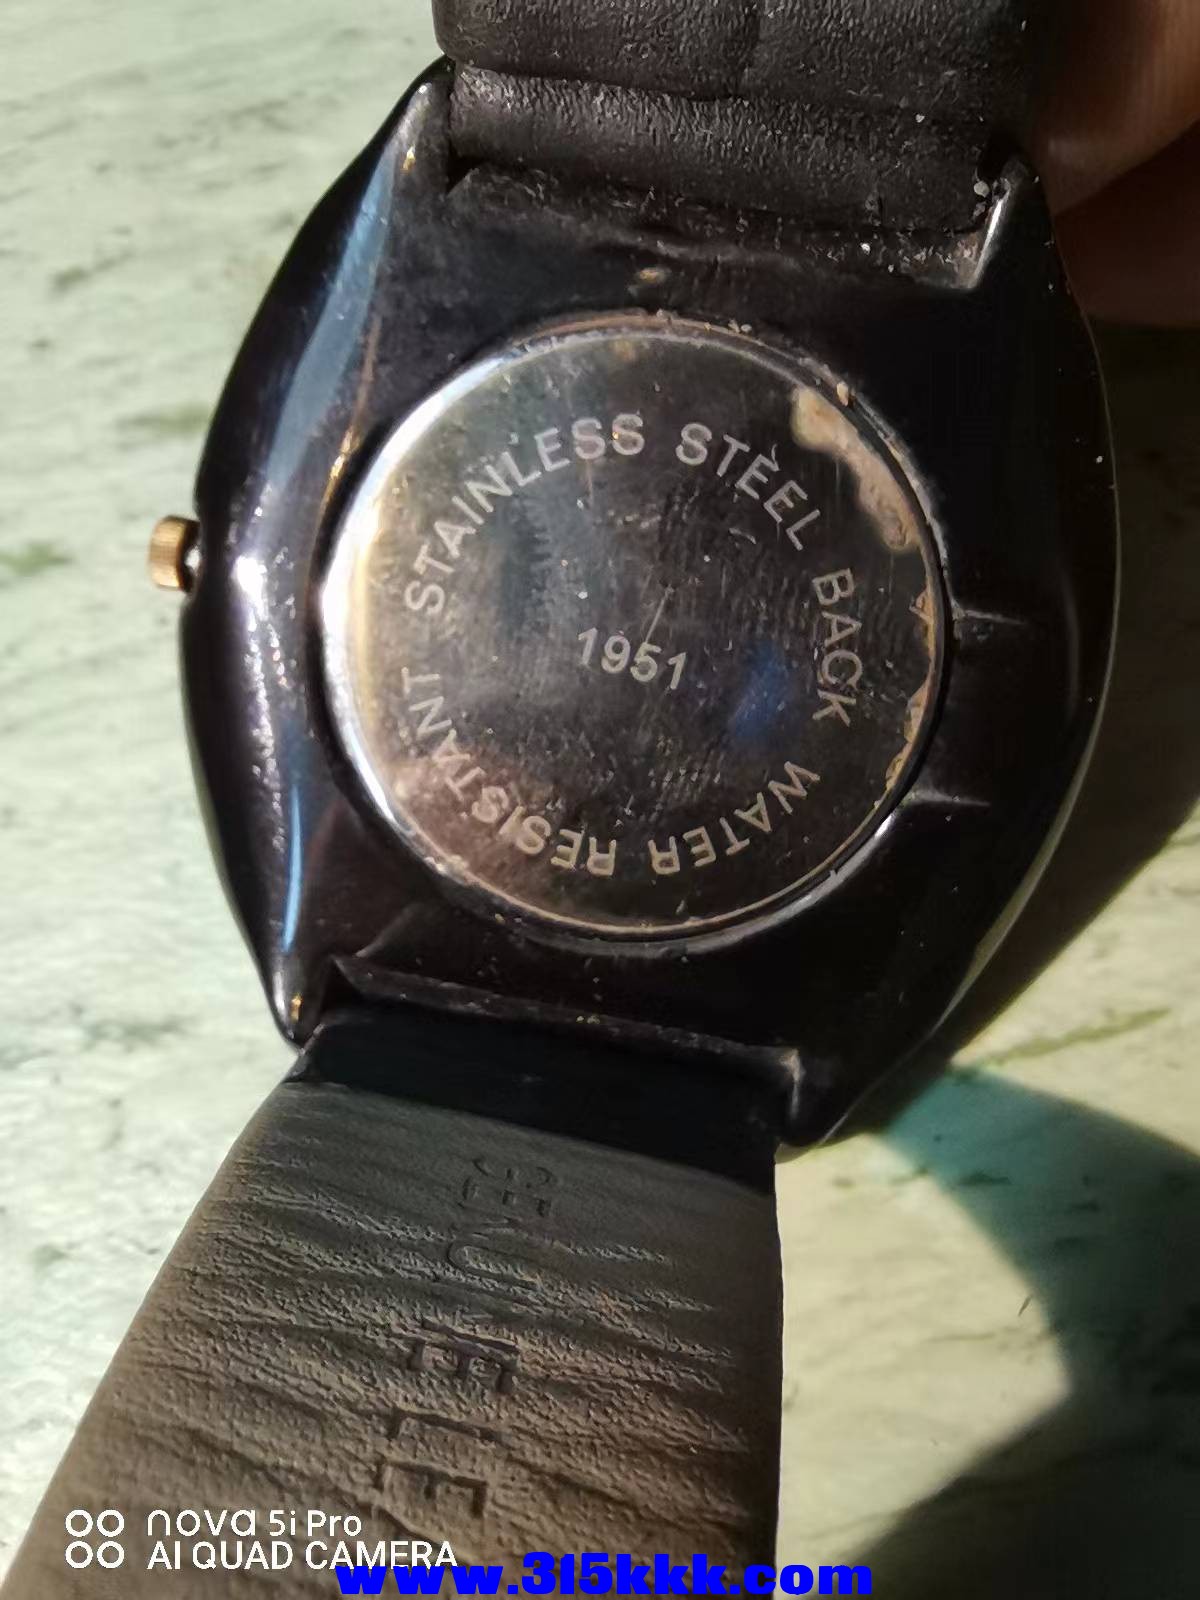 STAINLESS STEEL BACK
WATER RESISTANT
1951
nova 5i Pro
AI QUAD CAMERA
www.315kkk.com